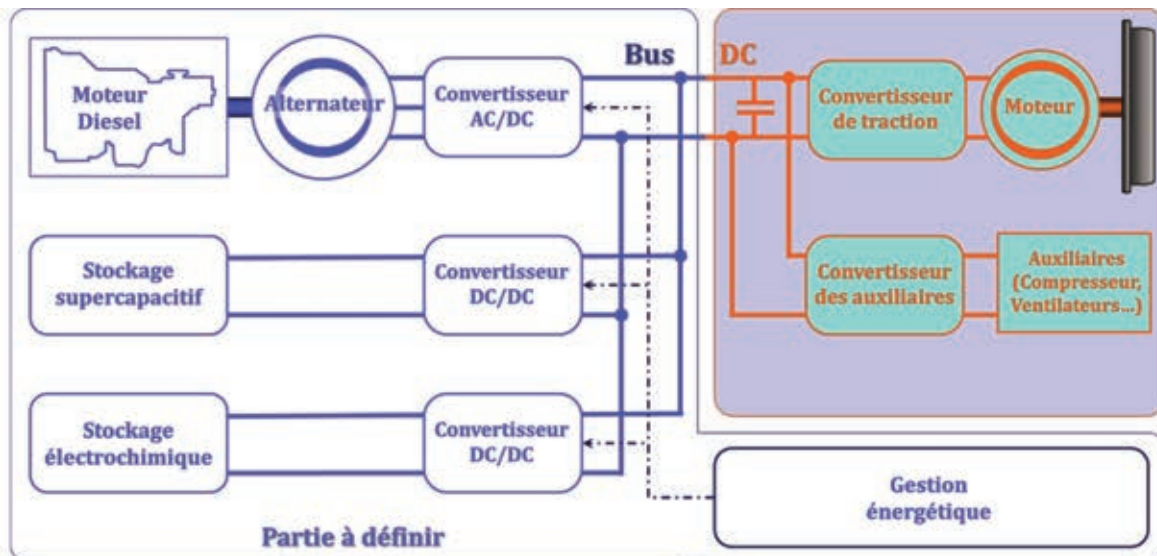 Moteur
Diesel
Alternateur
Convertisseur
AC/DC
Bus
DC
Convertisseur
de traction
Moteur
Stockage
supercapacitif
Convertisseur
DC/DC
Convertisseur
des auxiliaires
Auxiliaires
(Compresseur,
Ventilateurs...)
Stockage
électrochimique
Convertisseur
DC/DC
Gestion
énergétique
Partie à définir